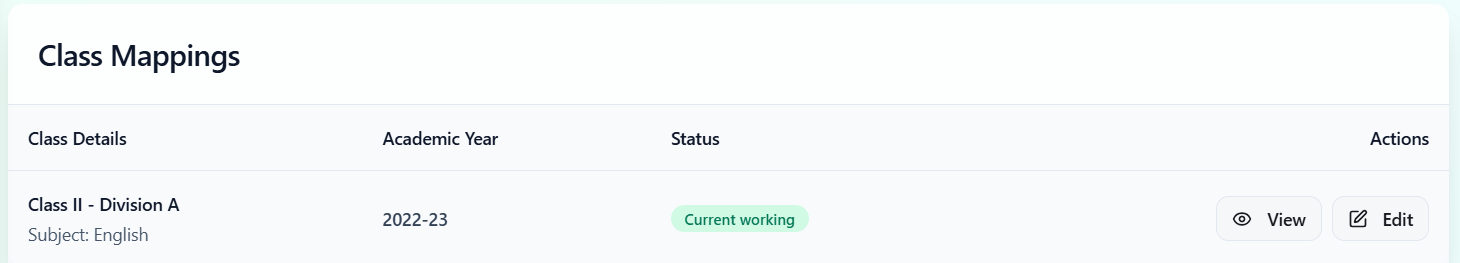 Class Mappings
Class Details Academic Year Status Actions
Class II - Division A
Subject: English
2022-23
Current working
View Edit